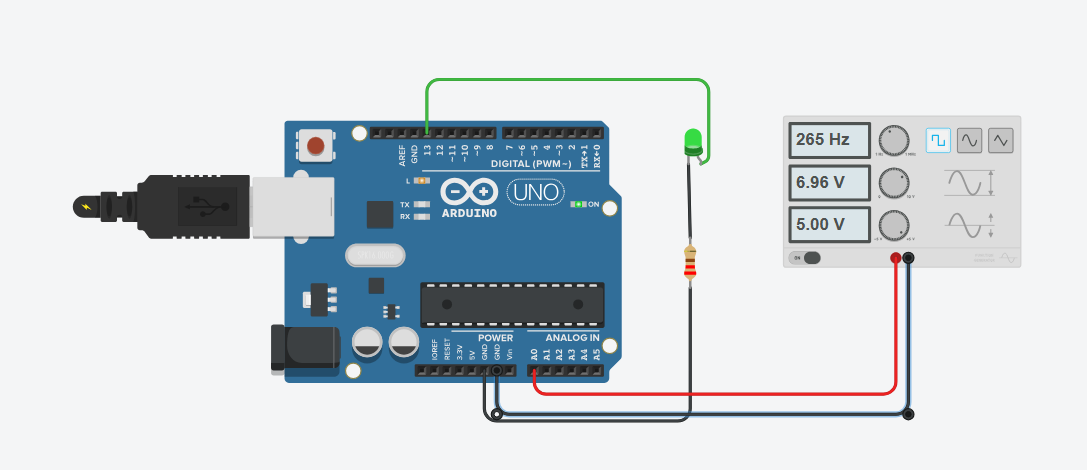 265 Hz
6.96 V
5.00 V
ON
AREF
GND
13
12
~11
~10
~9
8
7
~6
~5
4
~3
2
TX→1
RX←0
DIGITAL (PWM~)
L
TX
RX
ARDUINO
UNO
ON
POWER
ANALOG IN
IOREF
RESET
3.3V
5V
GND
GND
Vin
A0
A1
A2
A3
A4
A5